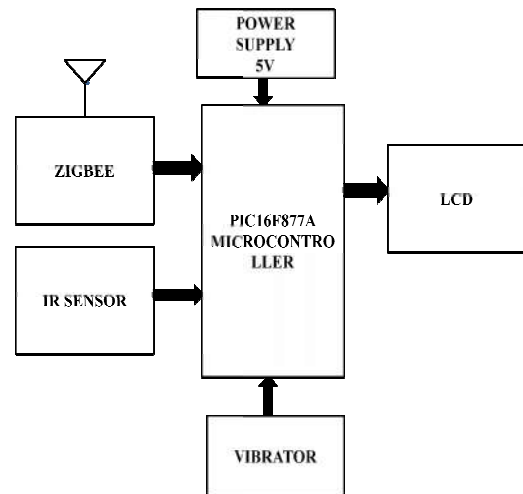 POWER
SUPPLY
5V
ZIGBEE
PIC16F877A
MICROCONTRO
LLER
LCD
IR SENSOR
VIBRATOR